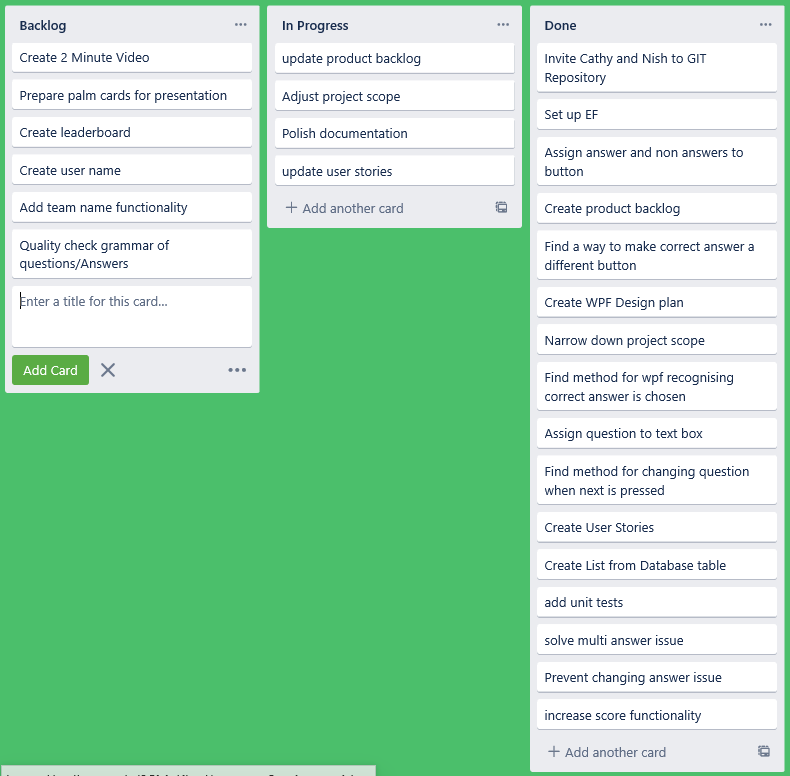 Backlog
Create 2 Minute Video
Prepare palm cards for presentation
Create leaderboard
Create user name
Add team name functionality
Quality check grammar of
questions/Answers
Enter a title for this card...
Add Card
In Progress
update product backlog
Adjust project scope
Polish documentation
update user stories
Add another card
Done
Invite Cathy and Nish to GIT
Repository
Set up EF
Assign answer and non answers to
button
Create product backlog
Find a way to make correct answer a
different button
Create WPF Design plan
Narrow down project scope
Find method for wpf recognising
correct answer is chosen
Assign question to text box
Find method for changing question
when next is pressed
Create User Stories
Create List from Database table
add unit tests
solve multi answer issue
Prevent changing answer issue
increase score functionality
Add another card